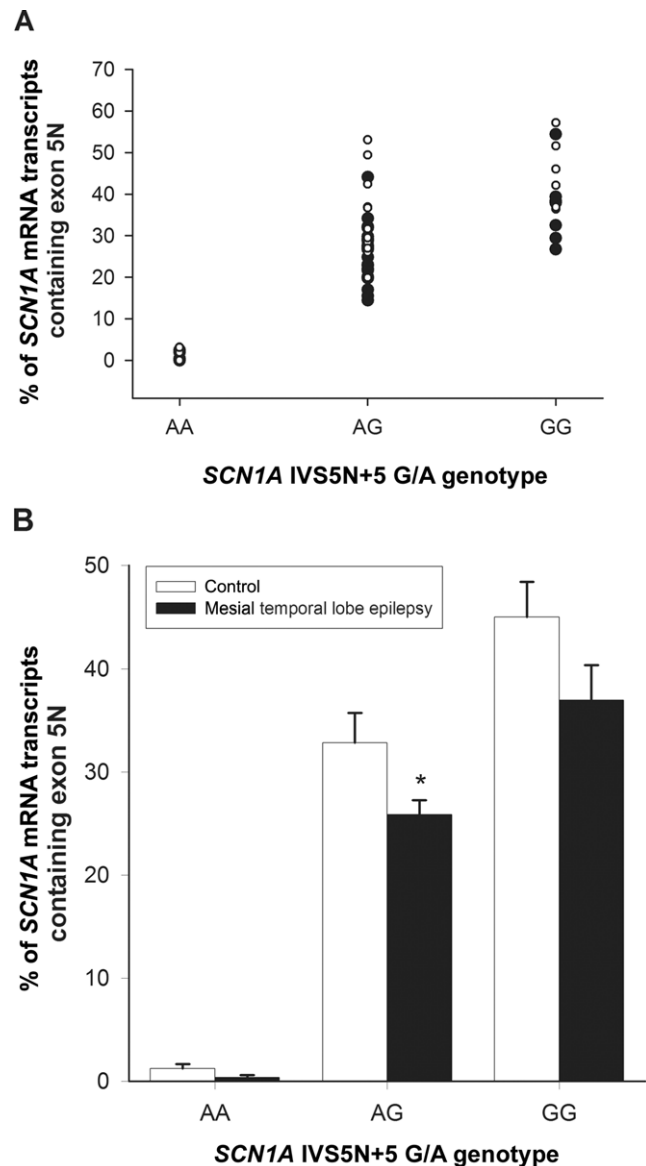 A
% of SCN1A mRNA transcripts
containing exon 5N
70
60
50
40
30
20
10
0
AA AG GG
SCN1A IVS5N+5 G/A genotype
B
% of SCN1A mRNA transcripts
containing exon 5N
50
40
30
20
10
0
Control
Mesial temporal lobe epilepsy
*
AA AG GG
SCN1A IVS5N+5 G/A genotype